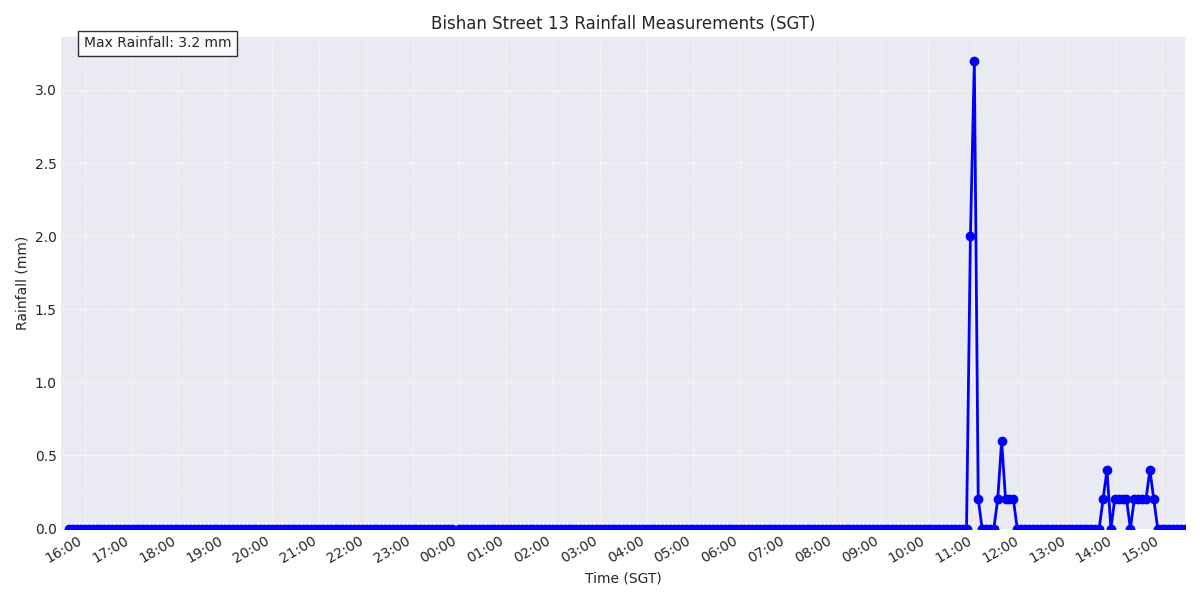 Bishan Street 13 Rainfall Measurements (SGT)
Max Rainfall: 3.2 mm
Rainfall (mm)
3.0
2.5
2.0
1.5
1.0
0.5
0.0
16:00 17:00 18:00 19:00 20:00 21:00 22:00 23:00 00:00 01:00 02:00 03:00 04:00 05:00 06:00 07:00 08:00 09:00 10:00 11:00 12:00 13:00 14:00 15:00
Time (SGT)